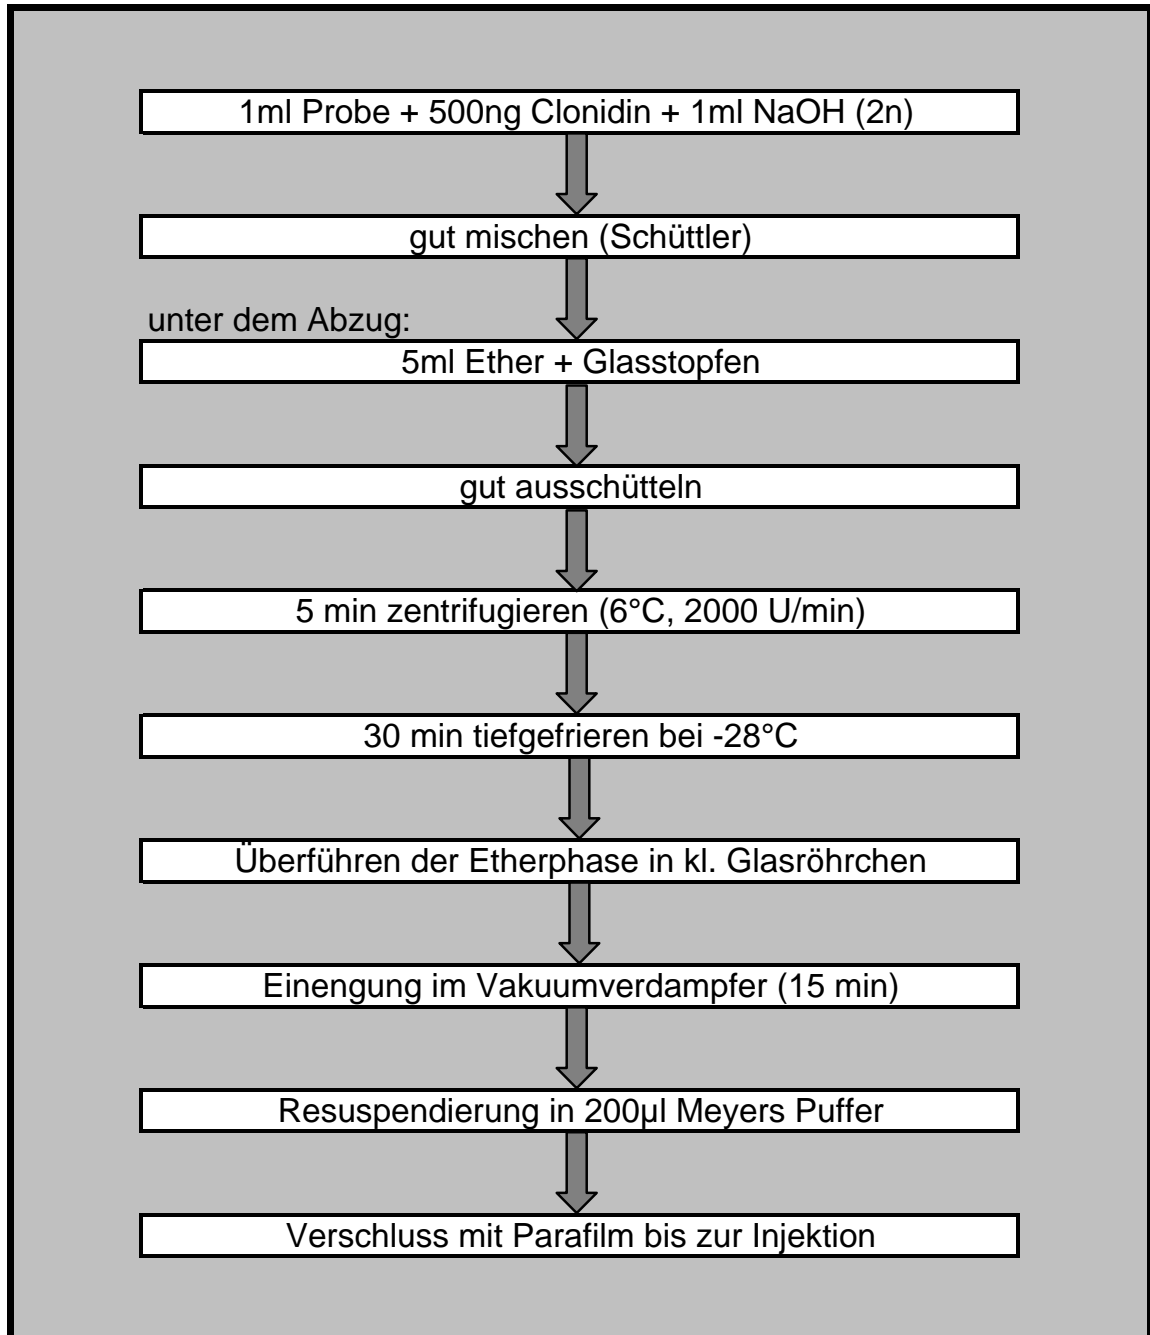 1ml Probe + 500ng Clonidin + 1ml NaOH (2n)
gut mischen (Schüttler)
unter dem Abzug:
5ml Ether + Glasstopfen
gut ausschütteln
5 min zentrifugieren (6°C, 2000 U/min)
30 min tiefgefrieren bei -28°C
Überführen der Etherphase in kl. Glasröhrchen
Einengung im Vakuumverdampfer (15 min)
Resuspendierung in 200µl Meyers Puffer
Verschluss mit Parafilm bis zur Injektion